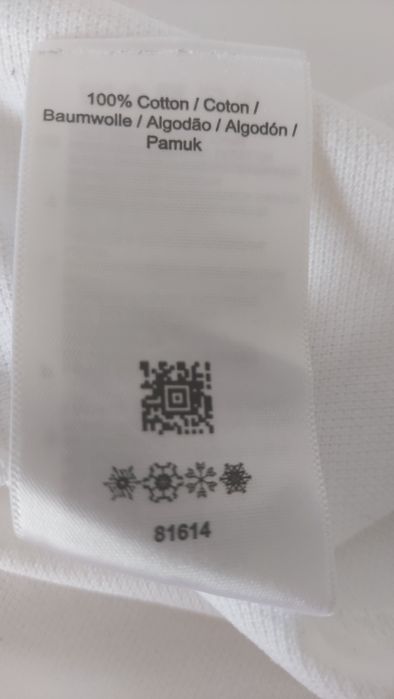 100% Cotton / Coton /
Baumwolle / Algodão / Algodón /
Pamuk
81614